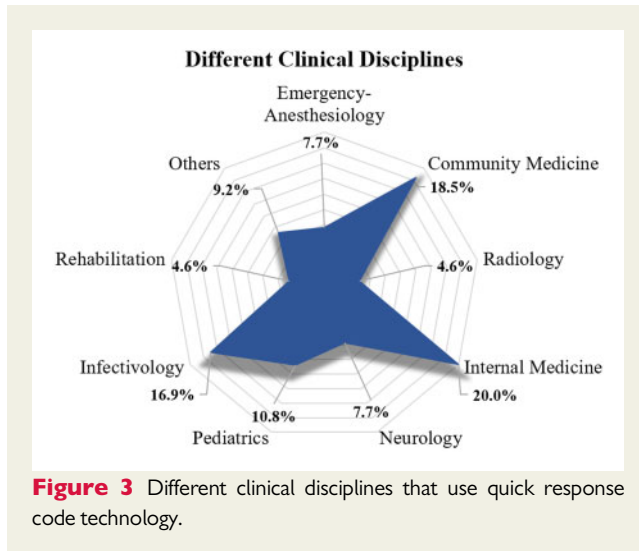 Different Clinical Disciplines
Emergency-
Anesthesiology
7.7%
Others
9.2%
Community Medicine
18.5%
Rehabilitation
4.6%
Radiology
4.6%
Infectivology
16.9%
Internal Medicine
20.0%
Pediatrics
10.8%
Neurology
7.7%
Figure 3 Different clinical disciplines that use quick response
code technology.